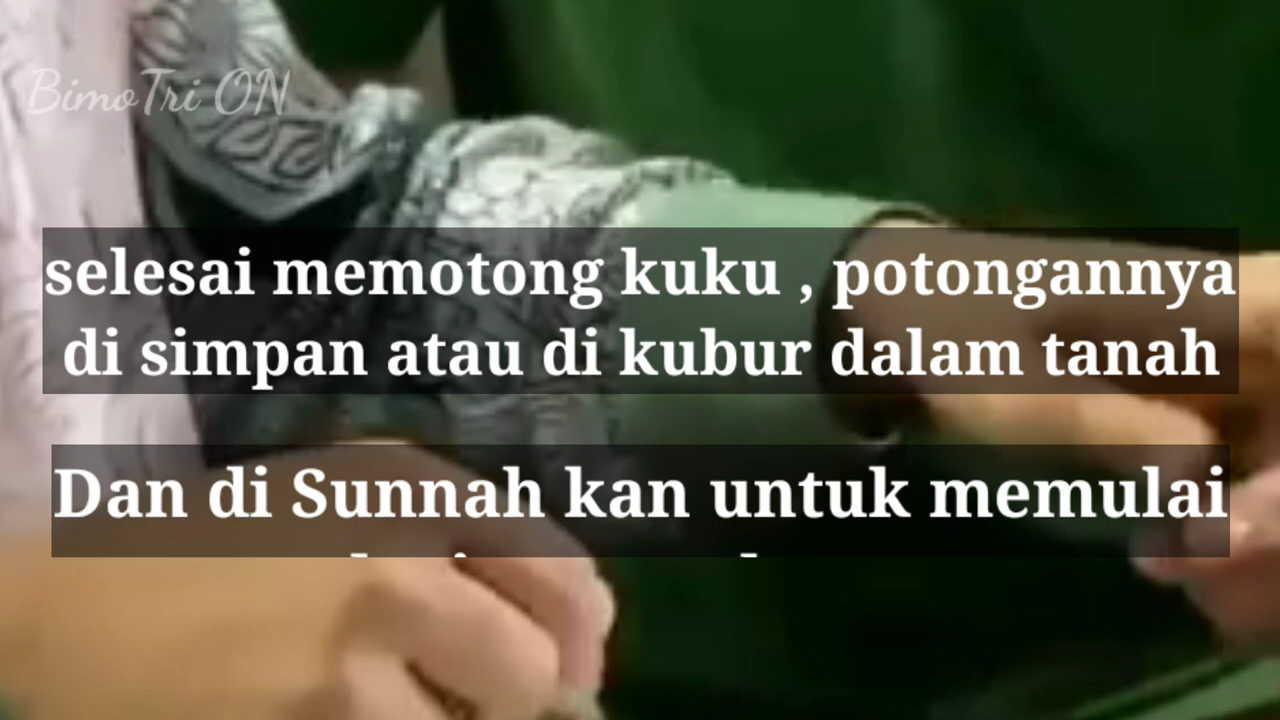 BimoTri ON
selesai memotong kuku , potongannya
di simpan atau di kubur dalam tanah
Dan di Sunnah kan untuk memulai